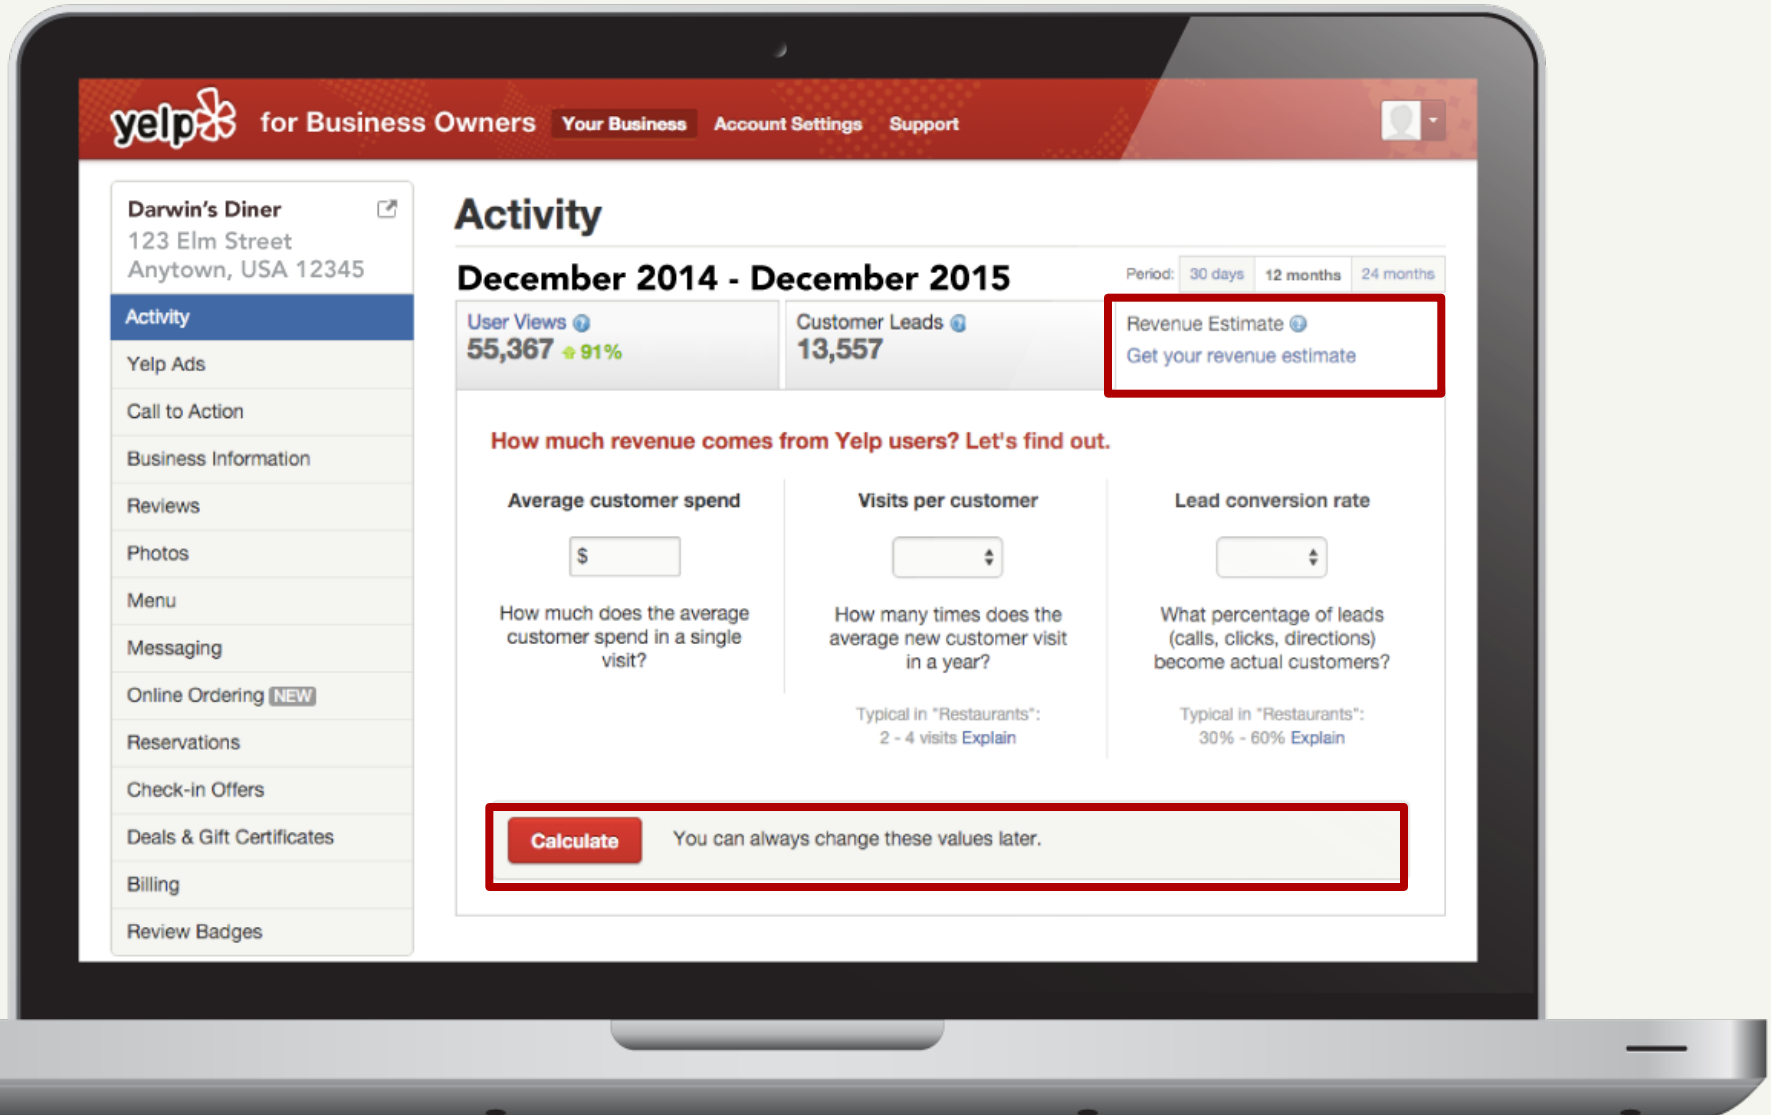 yelp for Business Owners Your Business Account Settings Support
Darwin's Diner
123 Elm Street
Anytown, USA 12345
Activity
Yelp Ads
Call to Action
Business Information
Reviews
Photos
Menu
Messaging
Online Ordering NEW
Reservations
Check-in Offers
Deals & Gift Certificates
Billing
Review Badges
Activity
December 2014 - December 2015
Period: 30 days 12 months 24 months
User Views
55,367 91%
Customer Leads
13,557
Revenue Estimate
Get your revenue estimate
How much revenue comes from Yelp users? Let's find out.
Average customer spend
$
How much does the average
customer spend in a single
visit?
Visits per customer
How many times does the
average new customer visit
in a year?
Typical in "Restaurants":
2 - 4 visits Explain
Lead conversion rate
What percentage of leads
(calls, clicks, directions)
become actual customers?
Typical in "Restaurants":
30% - 60% Explain
Calculate You can always change these values later.